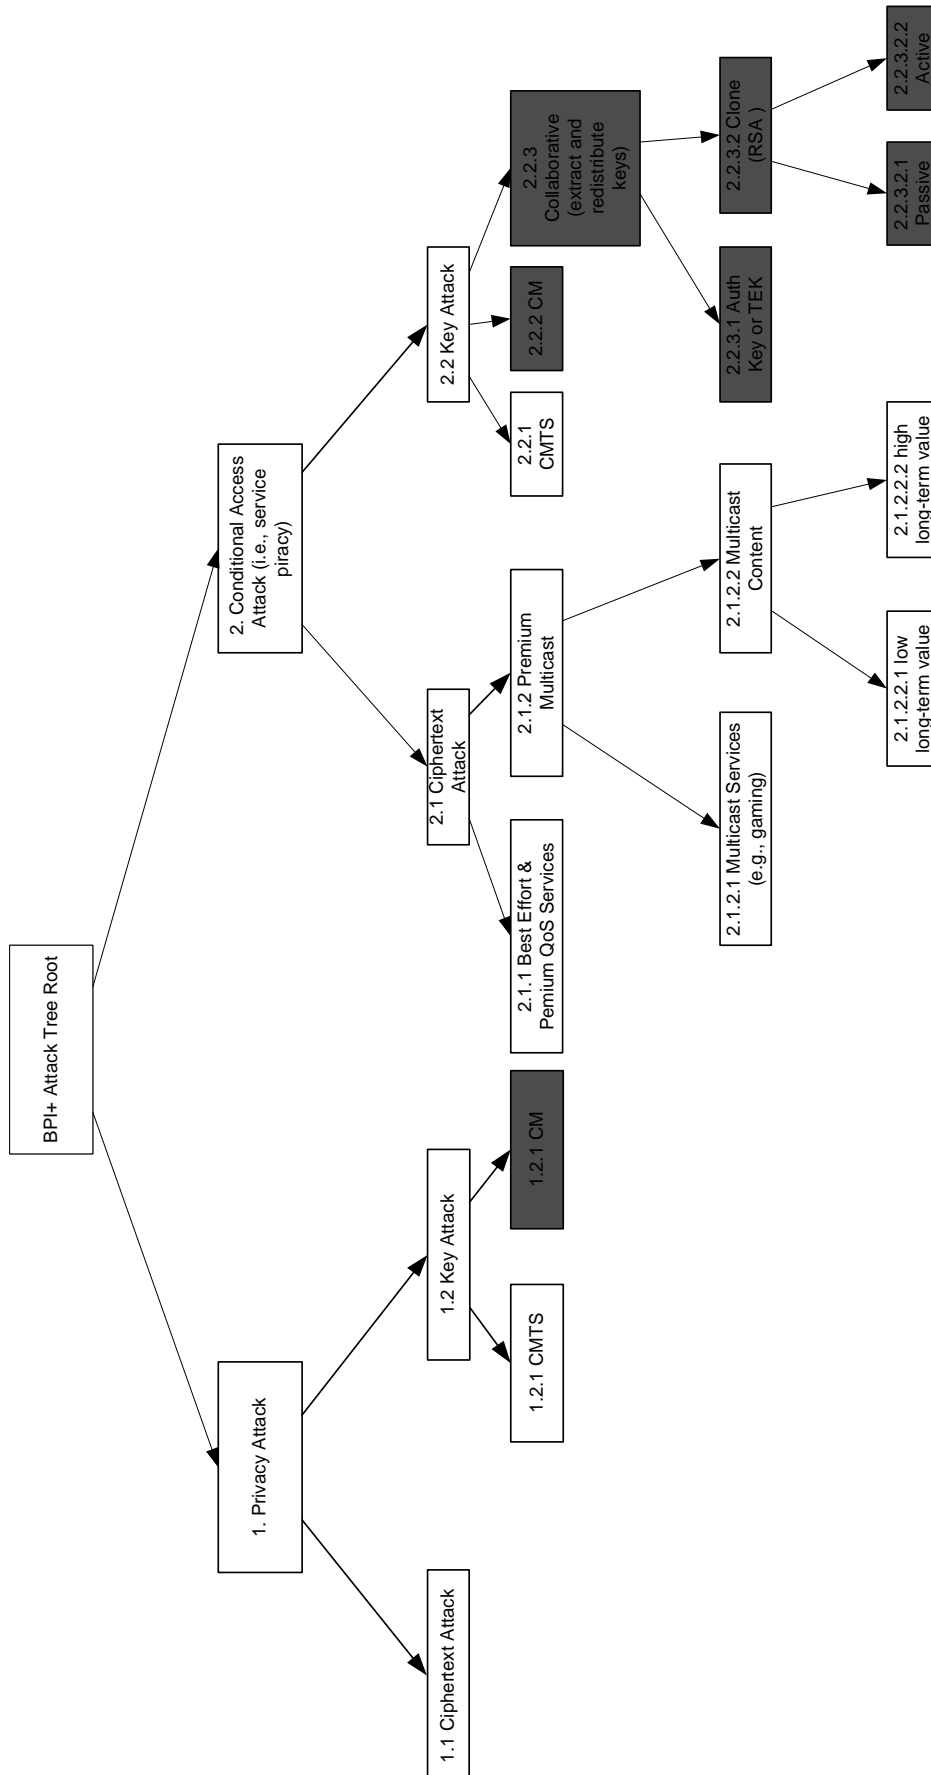 BPI+ Attack Tree Root
1. Privacy Attack
2. Conditional Access
Attack (i.e., service
piracy)
1.1 Ciphertext Attack
1.2 Key Attack
2.1 Ciphertext
Attack
2.2 Key Attack
1.2.1 CMTS
1.2.1 CM
2.1.1 Best Effort &
Pemium QoS Services
2.1.2 Premium
Multicast
2.2.1
CMTS
2.2.2 CM
2.2.3
Collaborative
(extract and
redistribute
keys)
2.1.2.1 Multicast Services
(e.g., gaming)
2.1.2.2 Multicast
Content
2.2.3.1 Auth
Key or TEK
2.2.3.2 Clone
(RSA )
2.1.2.2.1 low
long-term value
2.1.2.2.2 high
long-term value
2.2.3.2.1
Passive
2.2.3.2.2
Active